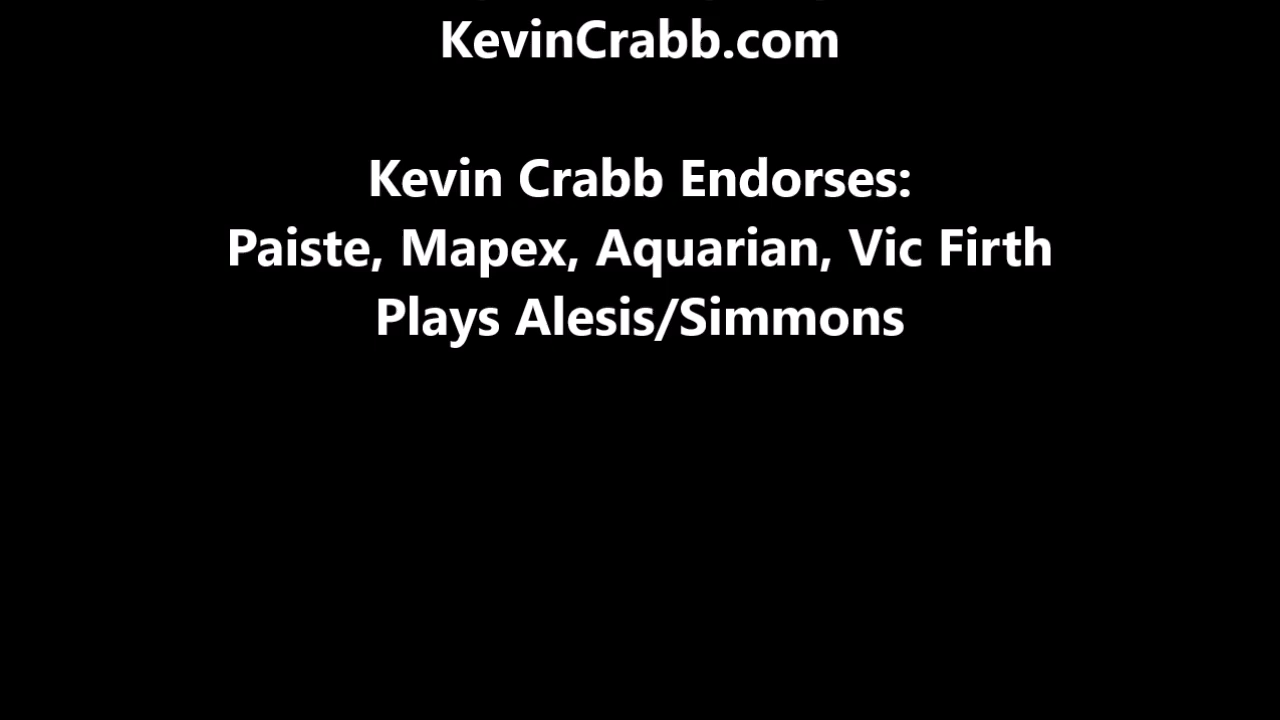 KevinCrabb.com
Kevin Crabb Endorses:
Paiste, Mapex, Aquarian, Vic Firth
Plays Alesis/Simmons